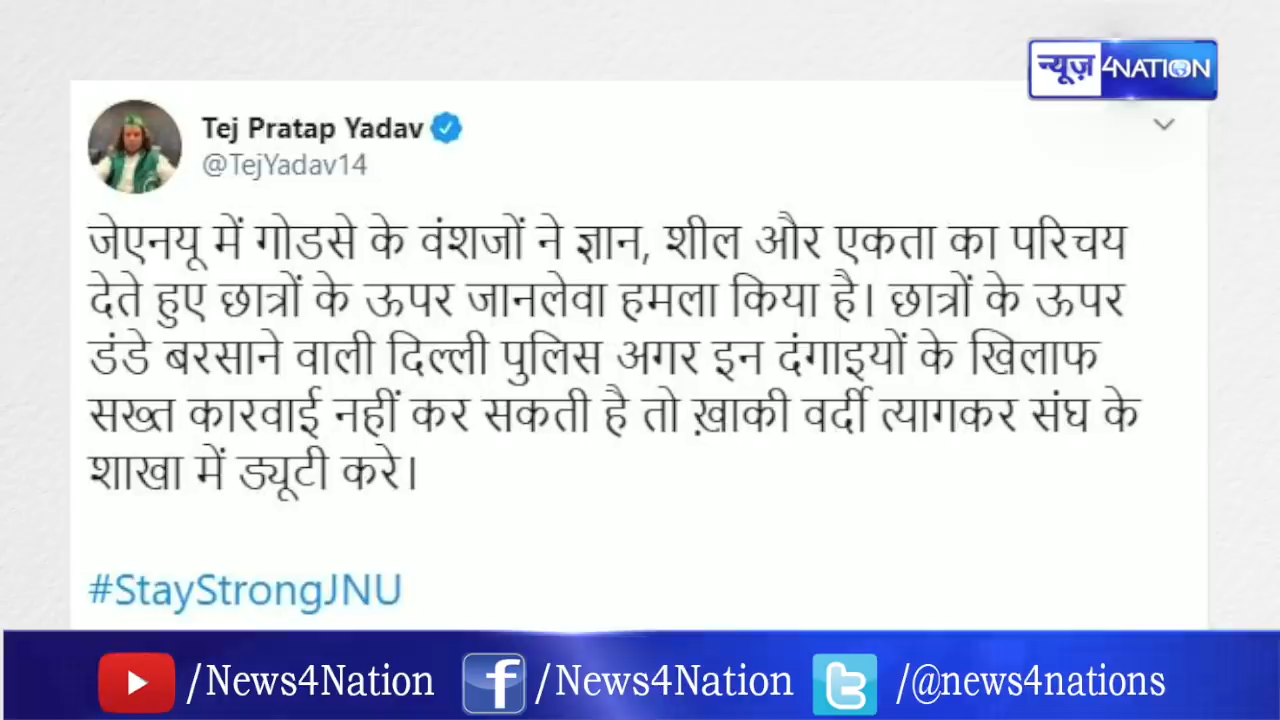 न्यूज़ 4NATION
Tej Pratap Yadav
@TejYadav14
जेएनयू में गोडसे के वंशजों ने ज्ञान, शील और एकता का परिचय
देते हुए छात्रों के ऊपर जानलेवा हमला किया है। छात्रों के ऊपर
डंडे बरसाने वाली दिल्ली पुलिस अगर इन दंगाइयों के खिलाफ
सख्त कारवाई नहीं कर सकती है तो ख़ाकी वर्दी त्यागकर संघ के
शाखा में ड्यूटी करे।
#StayStrongJNU
/News4Nation /News4Nation /@news4nations